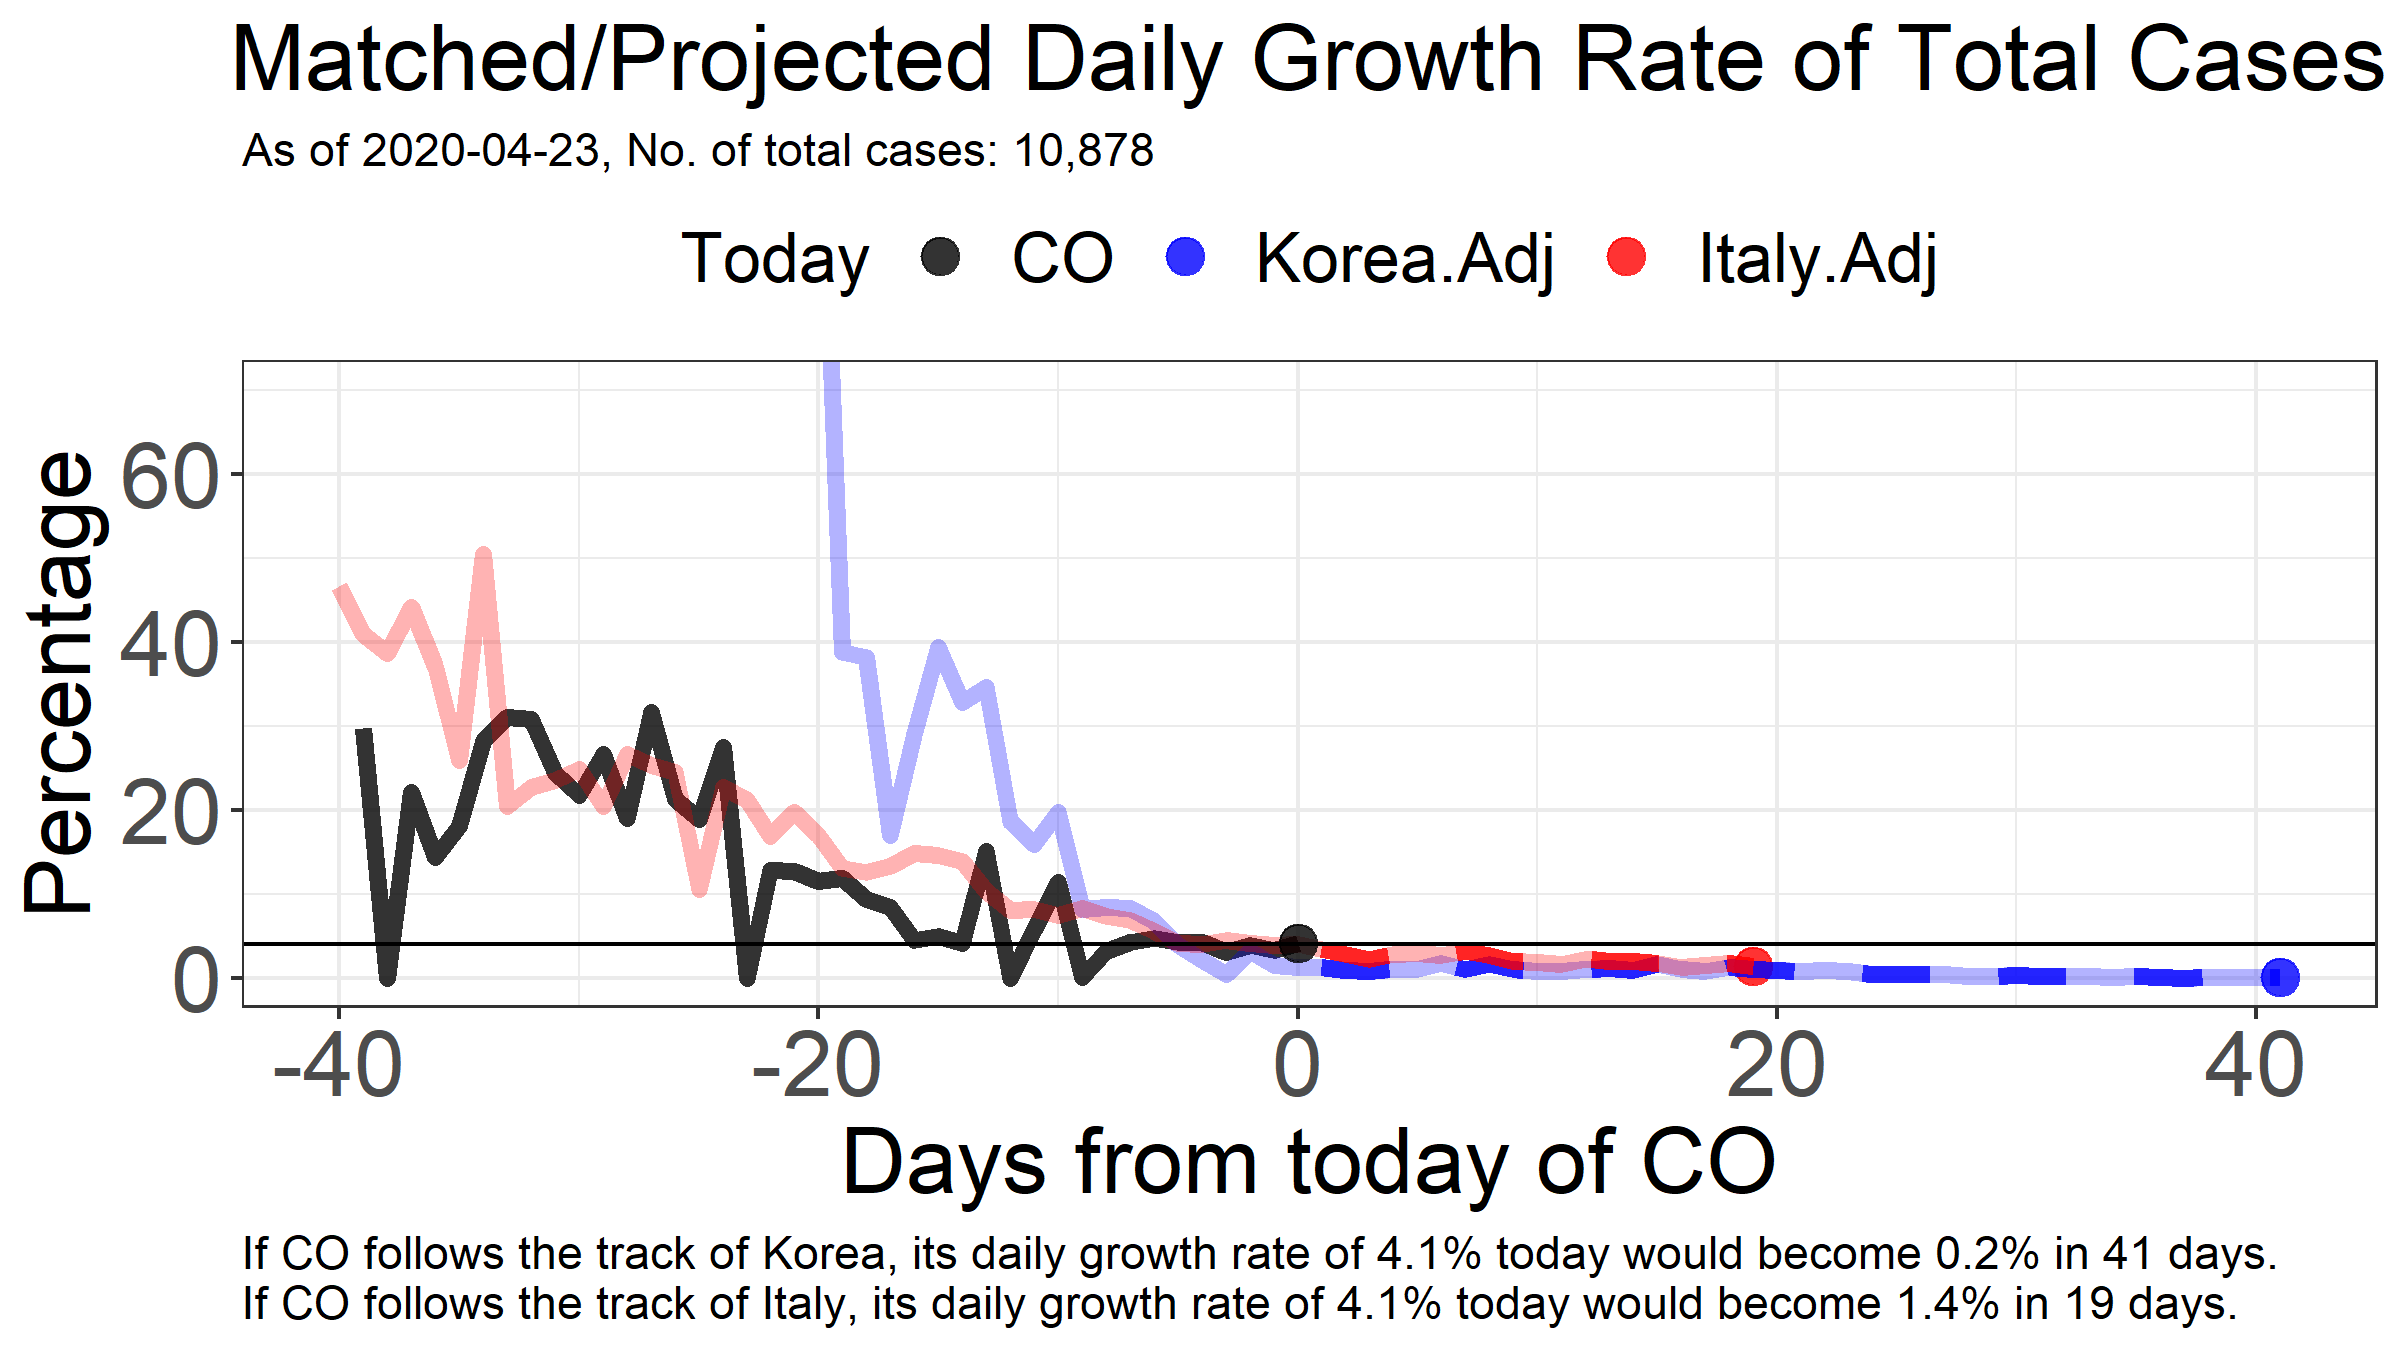 Matched/Projected Daily Growth Rate of Total Cases
As of 2020-04-23, No. of total cases: 10,878
Today CO Korea.Adj Italy.Adj
Percentage
60
40
20
0
-40 -20 0 20 40
Days from today of CO
If CO follows the track of Korea, its daily growth rate of 4.1% today would become 0.2% in 41 days.
If CO follows the track of Italy, its daily growth rate of 4.1% today would become 1.4% in 19 days.